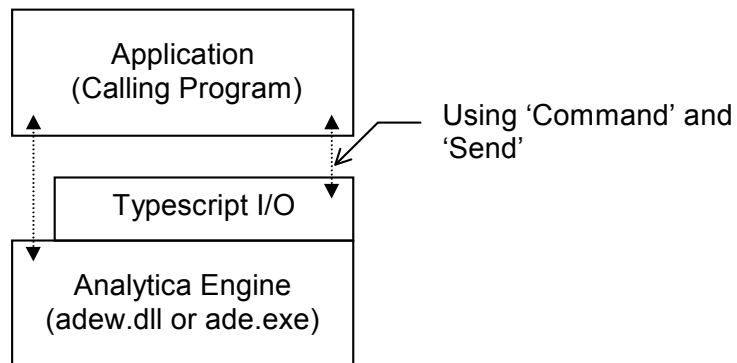 Application
(Calling Program)
Using ‘Command’ and
‘Send’
Typescript I/O
Analytica Engine
(adew.dll or ade.exe)